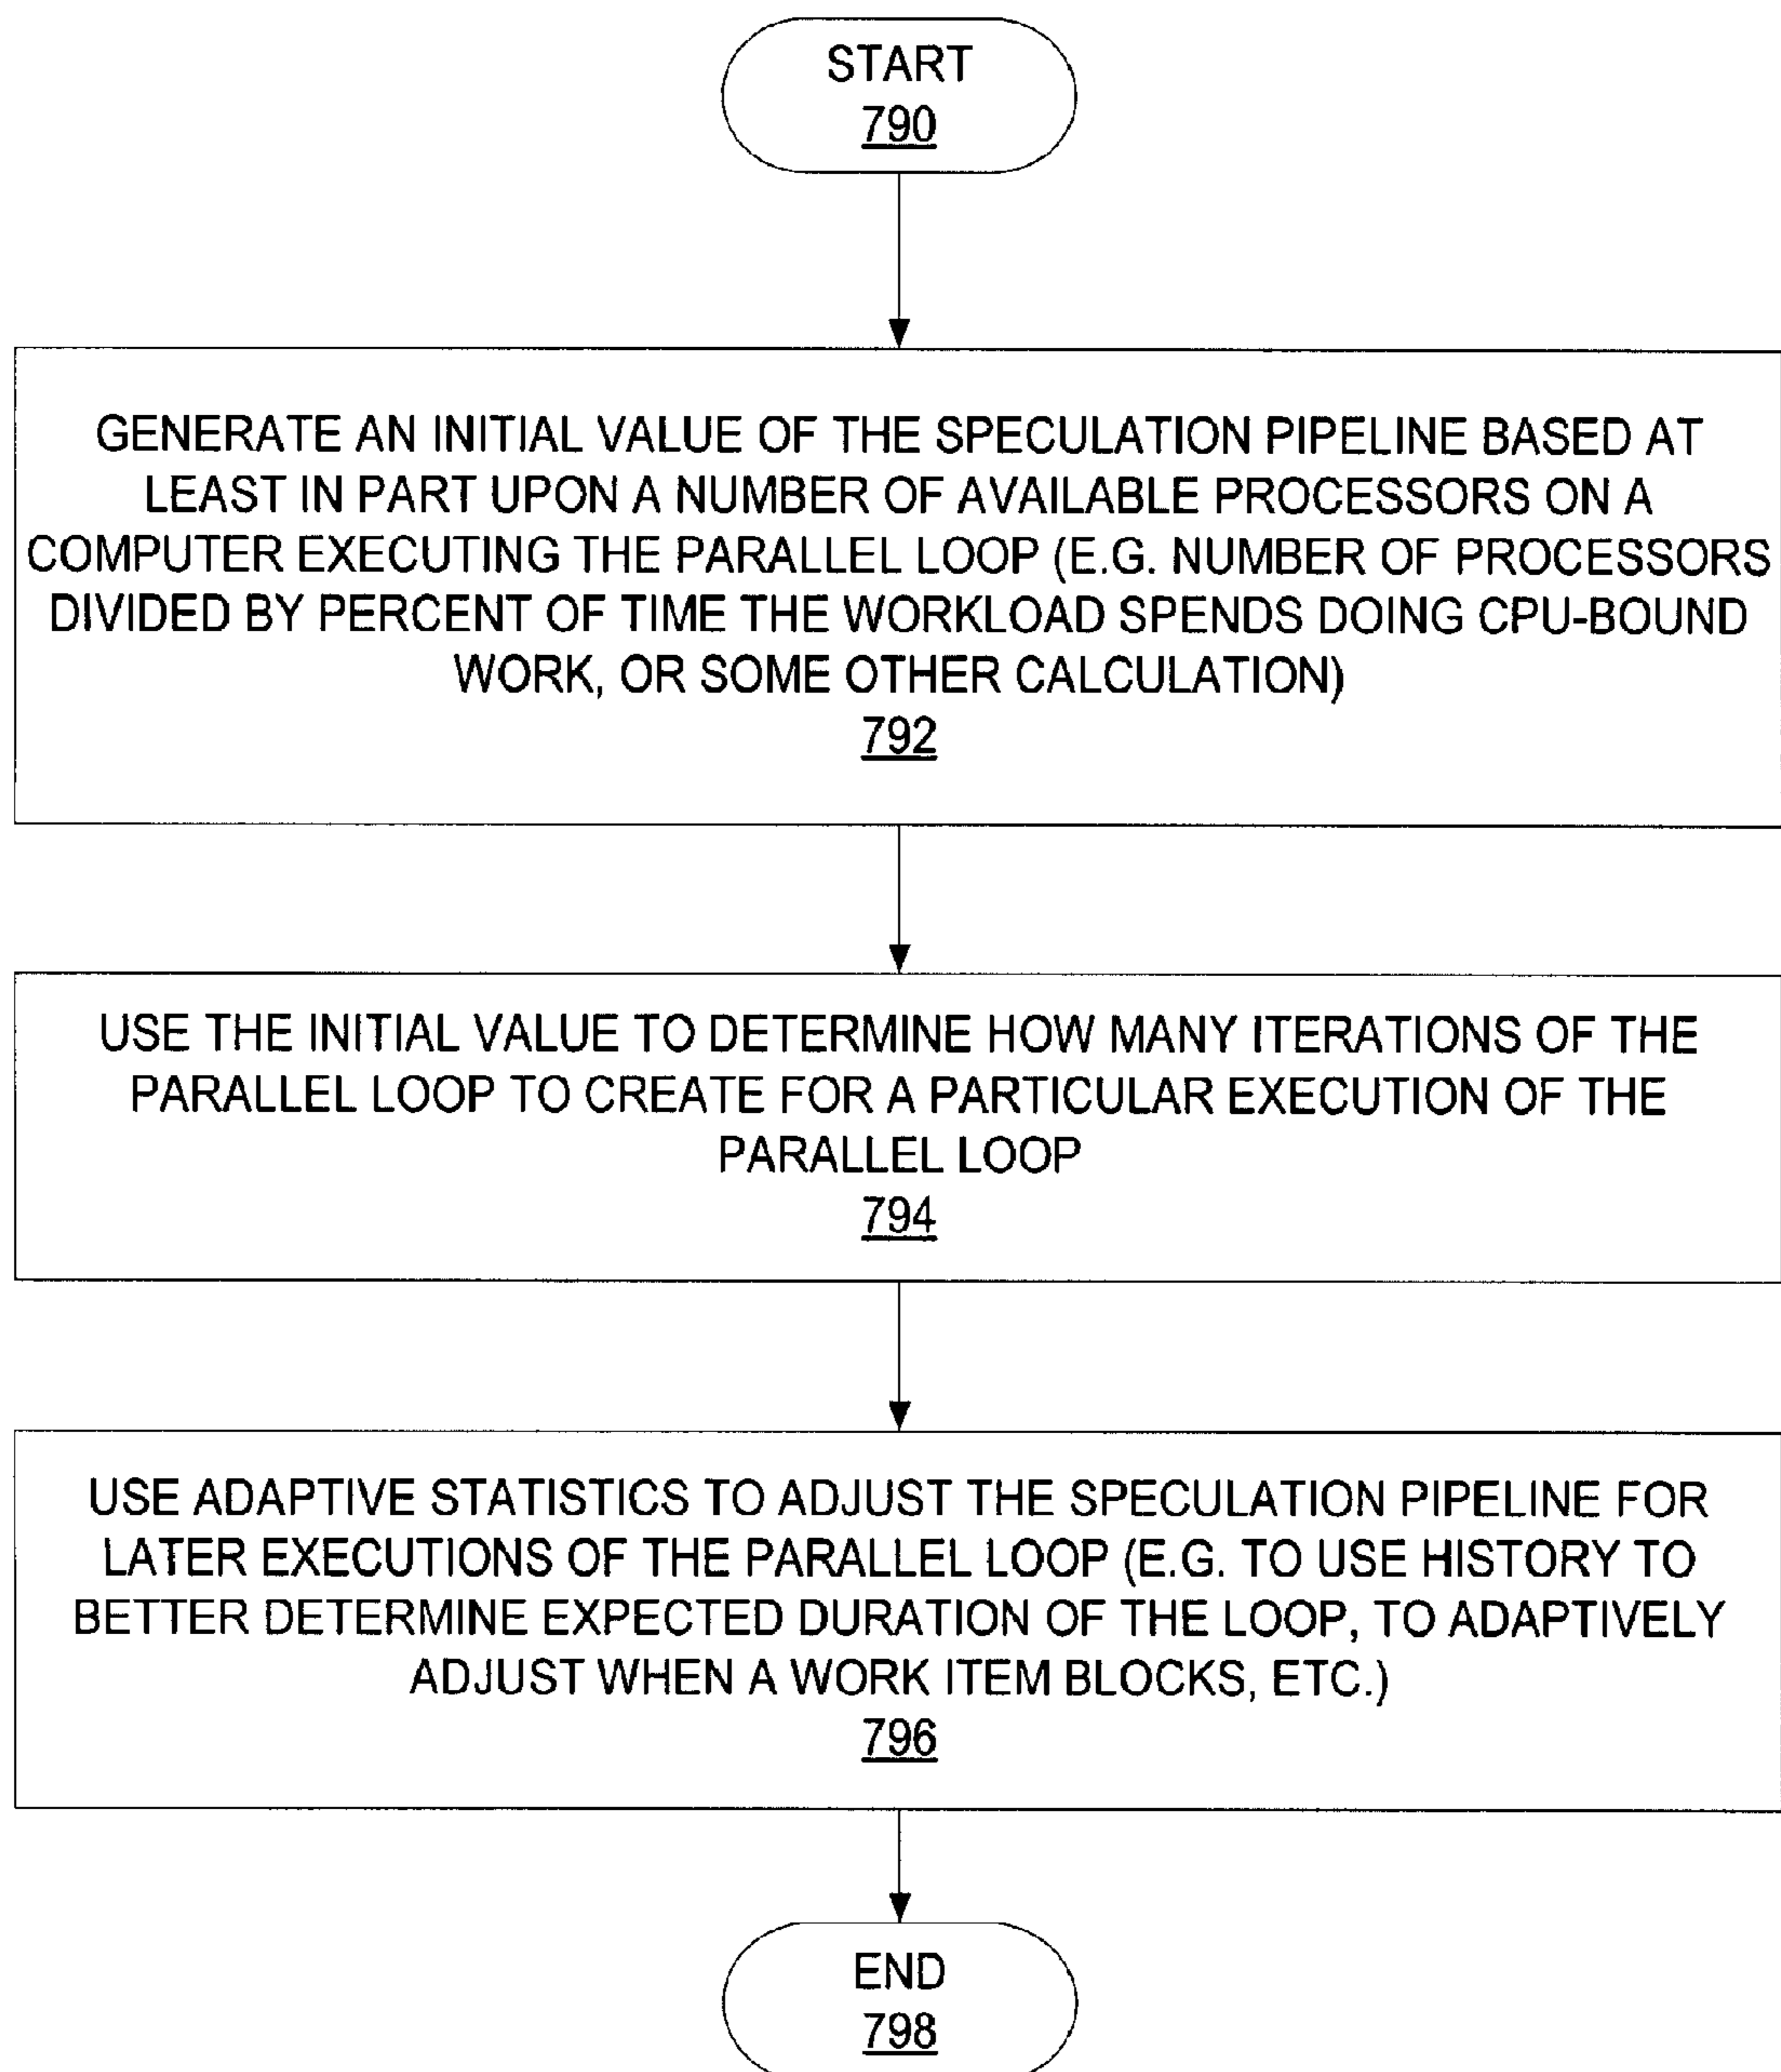 START
790
GENERATE AN INITIAL VALUE OF THE SPECULATION PIPELINE BASED AT
LEAST IN PART UPON A NUMBER OF AVAILABLE PROCESSORS ON A
COMPUTER EXECUTING THE PARALLEL LOOP (E.G. NUMBER OF PROCESSORS
DIVIDED BY PERCENT OF TIME THE WORKLOAD SPENDS DOING CPU-BOUND
WORK, OR SOME OTHER CALCULATION)
792
USE THE INITIAL VALUE TO DETERMINE HOW MANY ITERATIONS OF THE
PARALLEL LOOP TO CREATE FOR A PARTICULAR EXECUTION OF THE
PARALLEL LOOP
794
USE ADAPTIVE STATISTICS TO ADJUST THE SPECULATION PIPELINE FOR
LATER EXECUTIONS OF THE PARALLEL LOOP (E.G. TO USE HISTORY TO
BETTER DETERMINE EXPECTED DURATION OF THE LOOP, TO ADAPTIVELY
ADJUST WHEN A WORK ITEM BLOCKS, ETC.)
796
END
798